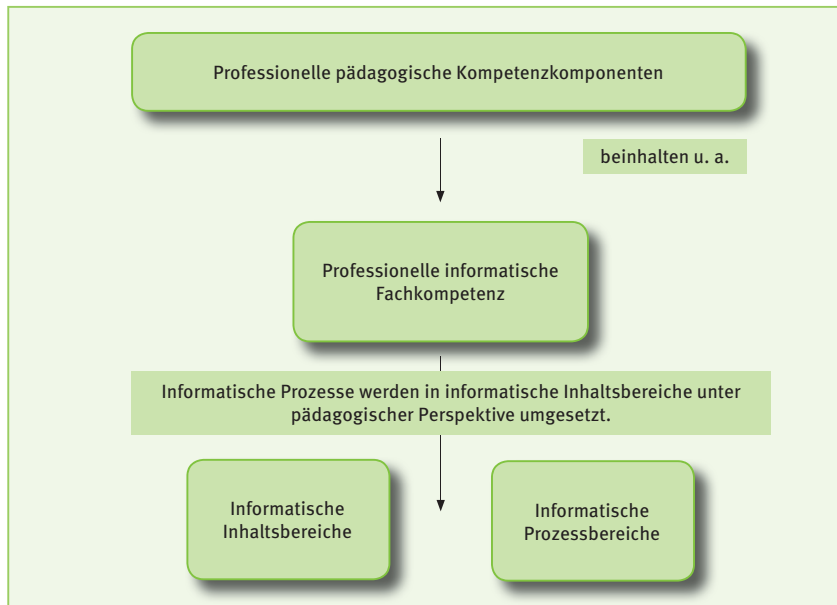 Professionelle pädagogische Kompetenzkomponenten
beinhalten u. a.
Professionelle informatische
Fachkompetenz
Informatische Prozesse werden in informatische Inhaltsbereiche unter
pädagogischer Perspektive umgesetzt.
Informatische
Inhaltsbereiche
Informatische
Prozessbereiche